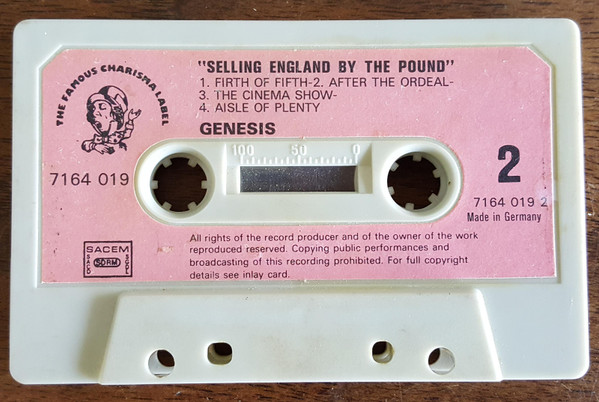 THE FAMOUS CHARISMA LABEL
"SELLING ENGLAND BY THE POUND"
1. FIRTH OF FIFTH-2. AFTER THE ORDEAL-
3. THE CINEMA SHOW-
4. AISLE OF PLENTY
GENESIS
100 50 0
7164 019
2
7164 019 2
Made in Germany
All rights of the record producer and of the owner of the work
reproduced reserved. Copying public performances and
broadcasting of this recording prohibited. For full copyright
details see inlay card.
SACEM
SDRM
SACD